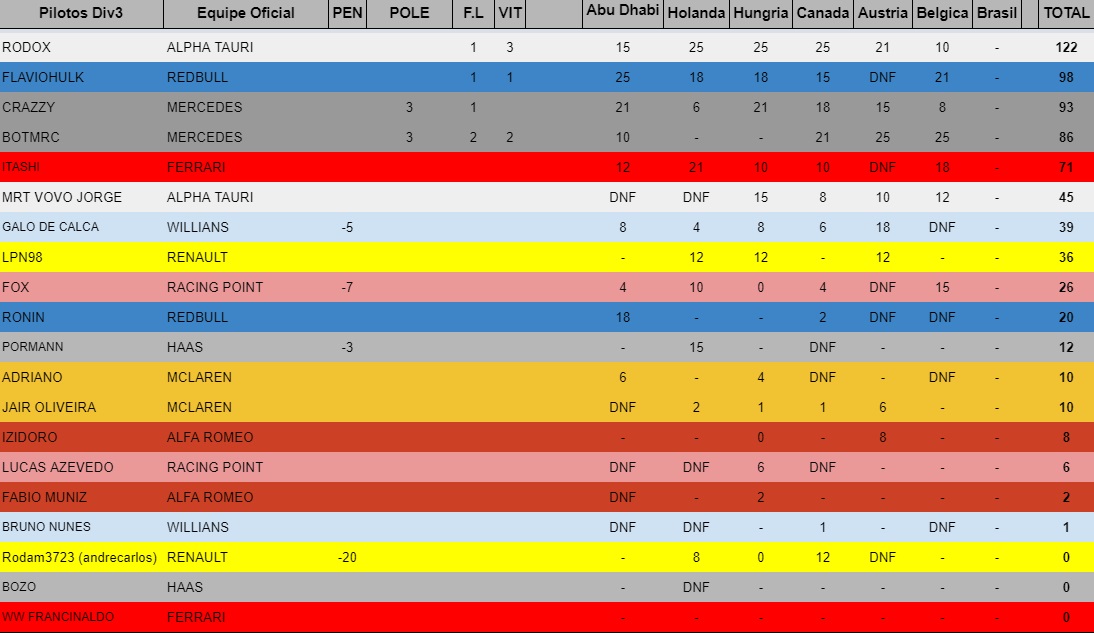 Pilotos Div3 Equipe Oficial PEN POLE F.L VIT Abu Dhabi Holanda Hungria Canada Austria Belgica Brasil TOTAL
RODOX ALPHA TAURI 1 3 15 25 25 25 21 10 - 122
FLAVIOHULK REDBULL 1 1 25 18 18 15 DNF 21 - 98
CRAZZY MERCEDES 3 1 21 6 21 18 15 8 - 93
BOTMRC MERCEDES 3 2 2 10 - - 21 25 25 - 86
ITASHI FERRARI 12 21 10 10 DNF 18 - 71
MRT VOVO JORGE ALPHA TAURI DNF DNF 15 8 10 12 - 45
GALO DE CALCA WILLIANS -5 8 4 8 6 18 DNF - 39
LPN98 RENAULT - 12 12 - 12 - - 36
FOX RACING POINT -7 4 10 0 4 DNF 15 - 26
RONIN REDBULL 18 - - 2 DNF DNF - 20
PORMANN HAAS -3 - 15 - DNF - - - 12
ADRIANO MCLAREN 6 - 4 DNF - DNF - 10
JAIR OLIVEIRA MCLAREN DNF 2 1 1 6 - - 10
IZIDORO ALFA ROMEO - - 0 - 8 - - 8
LUCAS AZEVEDO RACING POINT DNF DNF 6 DNF - - - 6
FABIO MUNIZ ALFA ROMEO DNF - 2 - - - - 2
BRUNO NUNES WILLIANS DNF DNF - 1 - DNF - 1
Rodam3723 (andrecarlos) RENAULT -20 - 8 0 12 DNF - - 0
BOZO HAAS - DNF - - - - - 0
WW FRANCINALDO FERRARI - - - - - - - 0